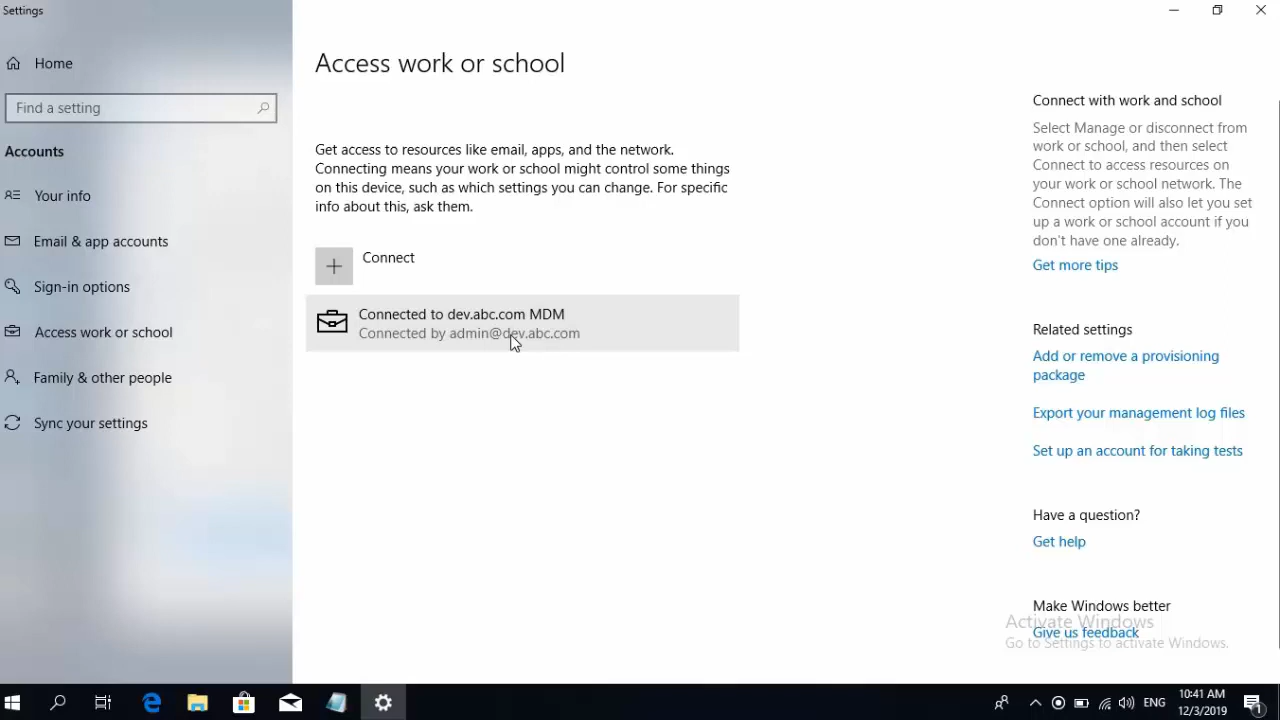 Settings
Home
Find a setting
Accounts
Your info
Email & app accounts
Sign-in options
Access work or school
Family & other people
Sync your settings
Access work or school
Get access to resources like email, apps, and the network.
Connecting means your work or school might control some things
on this device, such as which settings you can change. For specific
info about this, ask them.
Connect
Connected to dev.abc.com MDM
Connected by admin@dev.abc.com
Connect with work and school
Select Manage or disconnect from
work or school, and then select
Connect to access resources on
your work or school network. The
Connect option will also let you set
up a work or school account if you
don't have one already.
Get more tips
Related settings
Add or remove a provisioning
package
Export your management log files
Set up an account for taking tests
Have a question?
Get help
Make Windows better
Activate Windows
Give us feedback
Go to Settings to activate Windows.
ENG
10:41 AM
12/3/2019
1